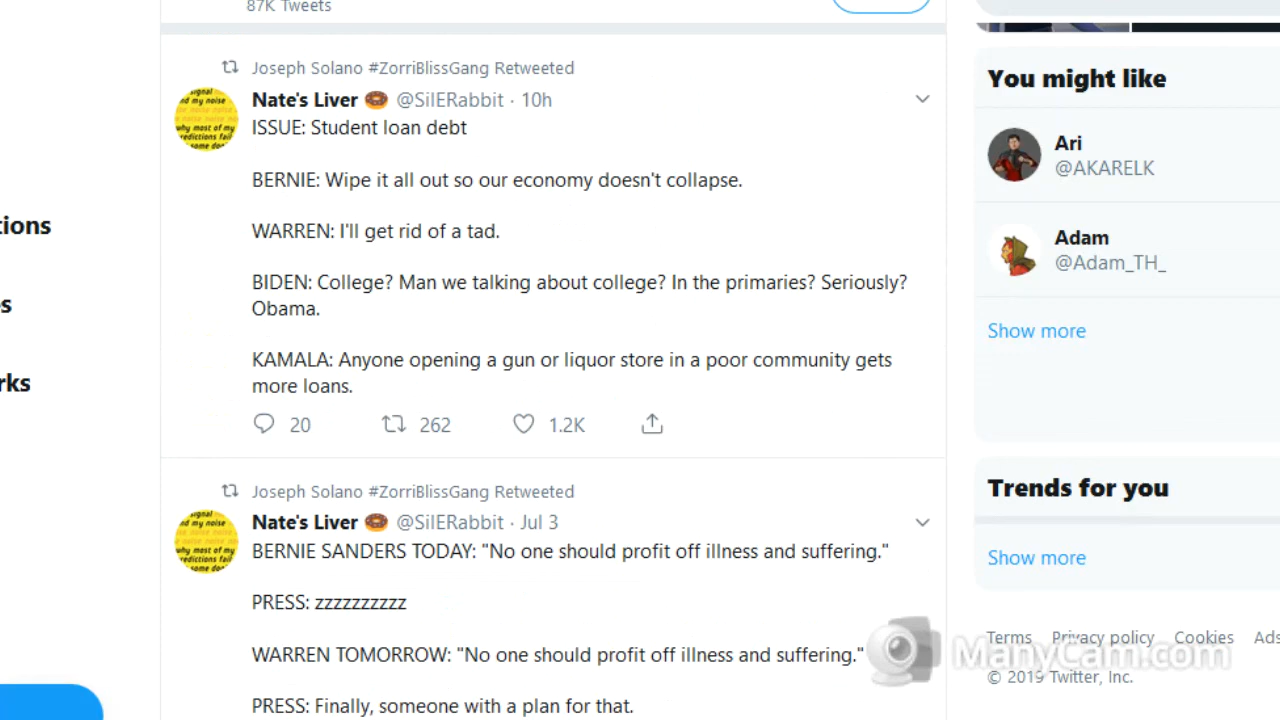 87K Tweets
Joseph Solano #ZorriBlissGang Retweeted
Nate's Liver 🍩 @SilERabbit · 10h
ISSUE: Student loan debt
BERNIE: Wipe it all out so our economy doesn't collapse.
WARREN: I'll get rid of a tad.
BIDEN: College? Man we talking about college? In the primaries? Seriously?
Obama.
KAMALA: Anyone opening a gun or liquor store in a poor community gets
more loans.
20 262 1.2K
Joseph Solano #ZorriBlissGang Retweeted
Nate's Liver 🍩 @SilERabbit · Jul 3
BERNIE SANDERS TODAY: "No one should profit off illness and suffering."
PRESS: zzzzzzzzzz
WARREN TOMORROW: "No one should profit off illness and suffering."
PRESS: Finally, someone with a plan for that.
tions
s
rks
You might like
Ari
@AKARELK
Adam
@Adam_TH_
Show more
Trends for you
Show more
Terms Privacy policy Cookies Ads
© 2019 Twitter, Inc.
ManyCam.com